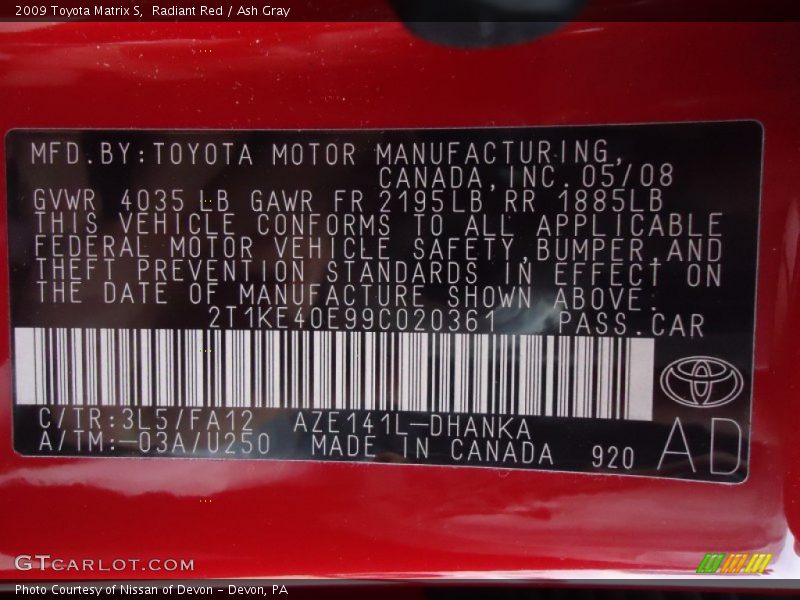 2009 Toyota Matrix S,  Radiant Red / Ash Gray
MFD.BY:TOYOTA MOTOR MANUFACTURING,
CANADA,INC.05/08
GVWR 4035 LB GAWR FR 2195LB RR 1885LB
THIS VEHICLE CONFORMS TO ALL APPLICABLE
FEDERAL MOTOR VEHICLE SAFETY,BUMPER,AND
THEFT PREVENTION STANDARDS IN EFFECT ON
THE DATE OF MANUFACTURE SHOWN ABOVE.
2T1KE40E99C020361 PASS.CAR
C/TR:3L5/FA12 AZE141L-DHANKA
A/TM:-03A/U250 MADE IN CANADA 920 AD
GTCARLOT.COM
Photo Courtesy of Nissan of Devon - Devon, PA